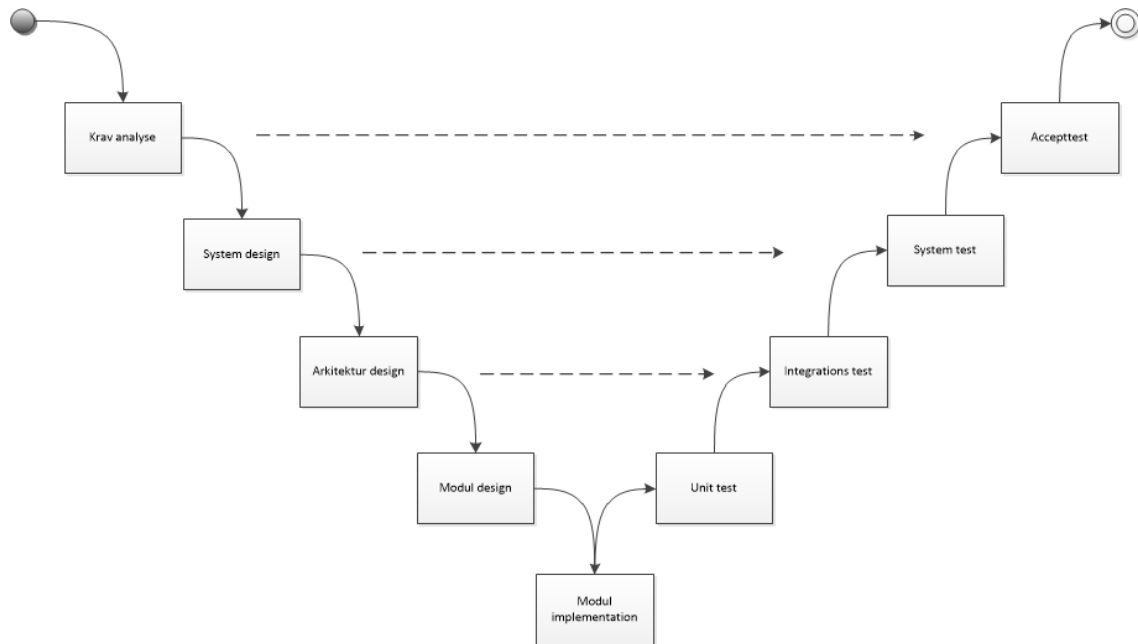 Krav analyse
Accepttest
System design
System test
Arkitektur design
Integrations test
Modul design
Unit test
Modul
implementation